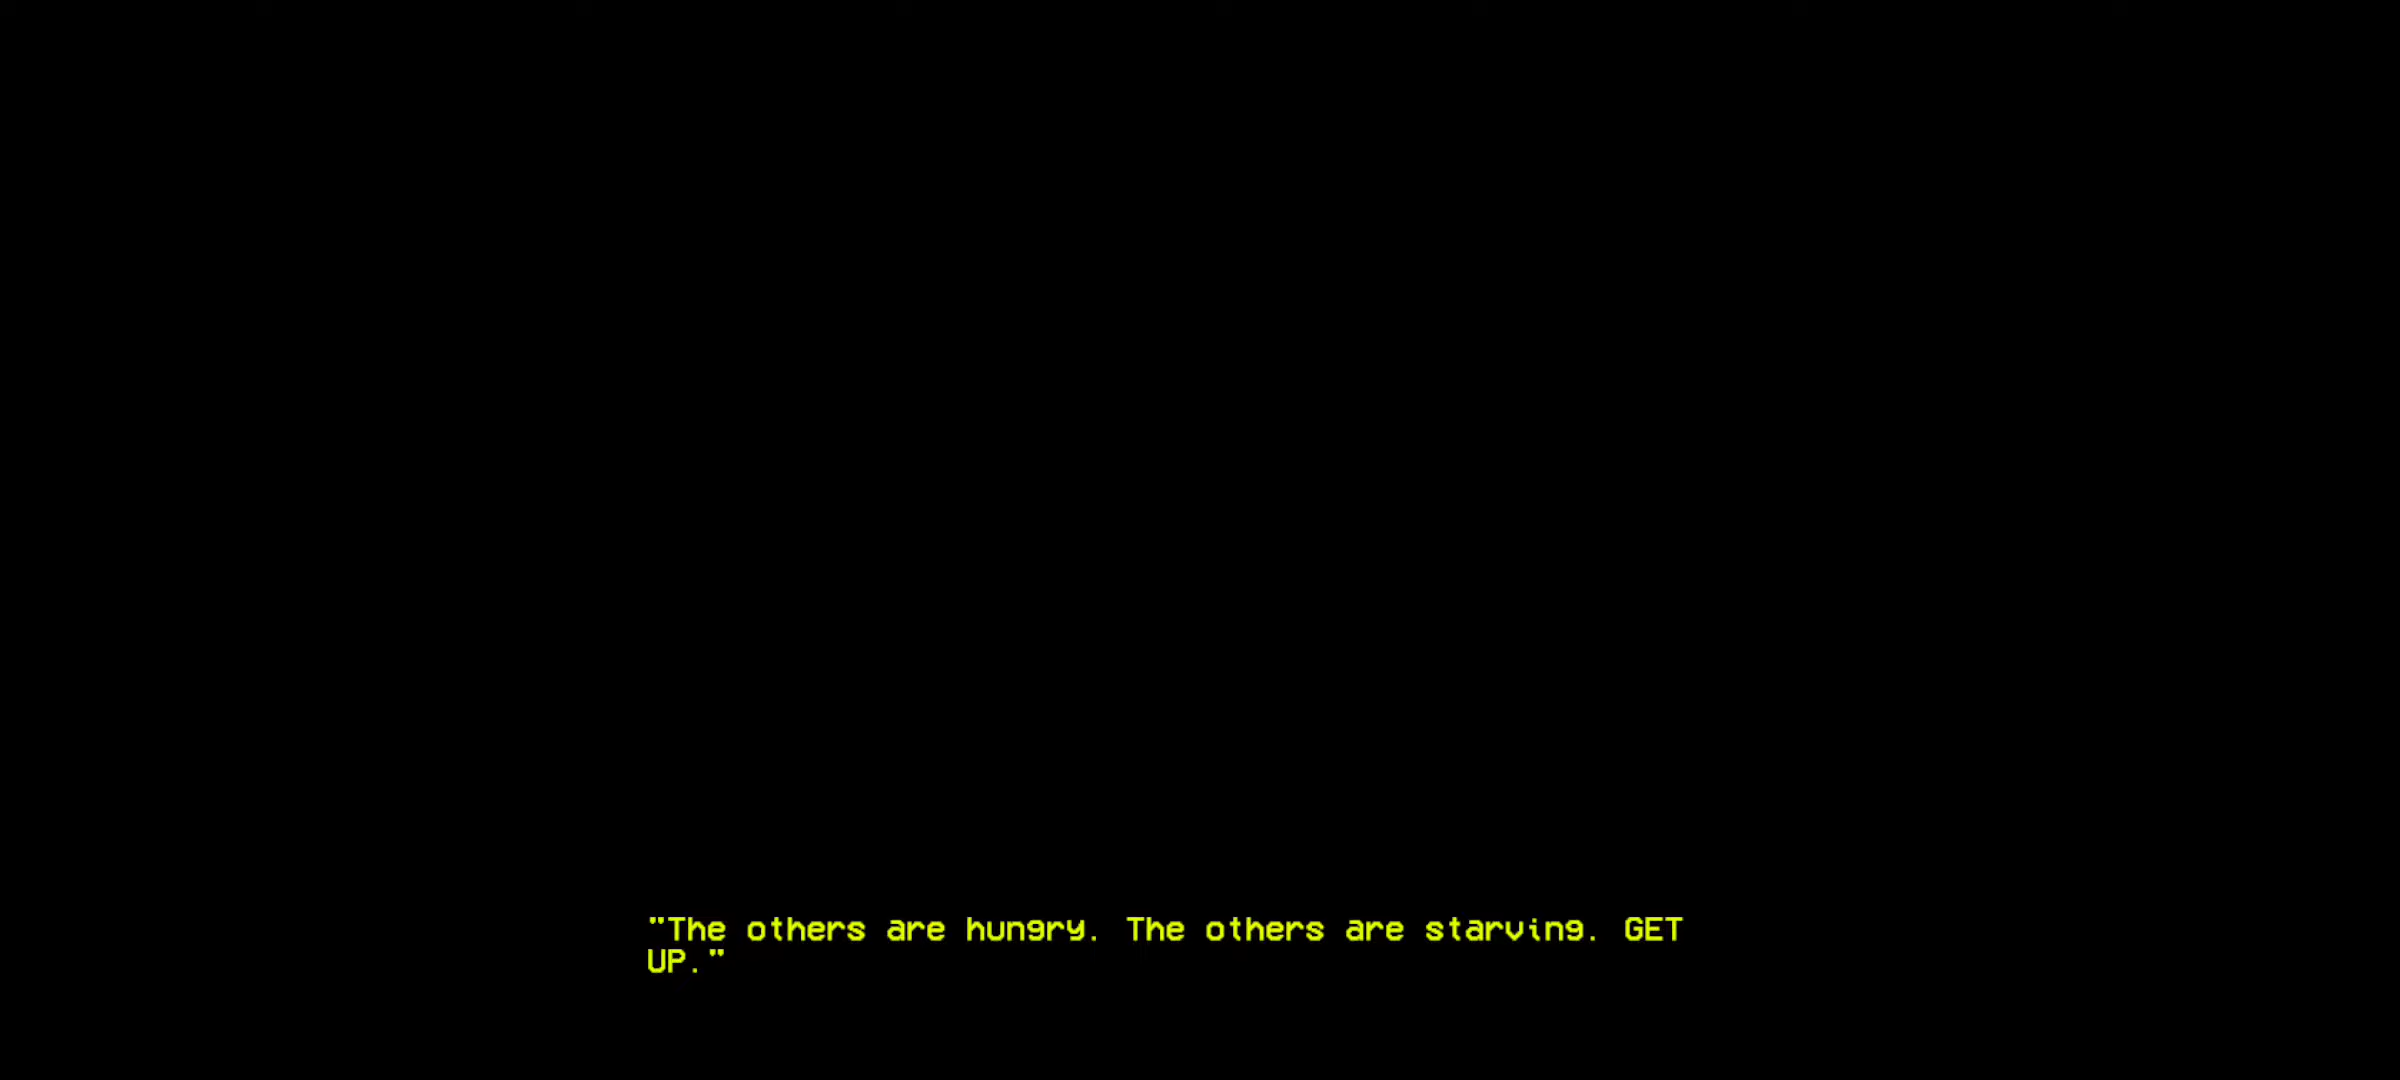 "The others are hungry. The others are starving. GET
UP."